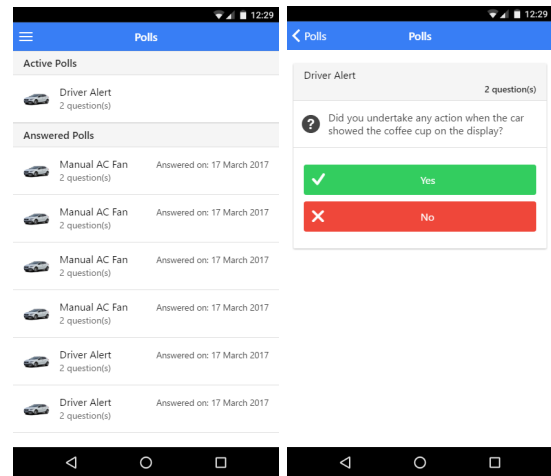 12:29
Polls
Active Polls
Driver Alert
2 question(s)
Answered Polls
Manual AC Fan Answered on: 17 March 2017
2 question(s)
Manual AC Fan Answered on: 17 March 2017
2 question(s)
Manual AC Fan Answered on: 17 March 2017
2 question(s)
Manual AC Fan Answered on: 17 March 2017
2 question(s)
Driver Alert Answered on: 17 March 2017
2 question(s)
Driver Alert Answered on: 17 March 2017
2 question(s)
12:29
Polls Polls
Driver Alert
2 question(s)
Did you undertake any action when the car
showed the coffee cup on the display?
Yes
No